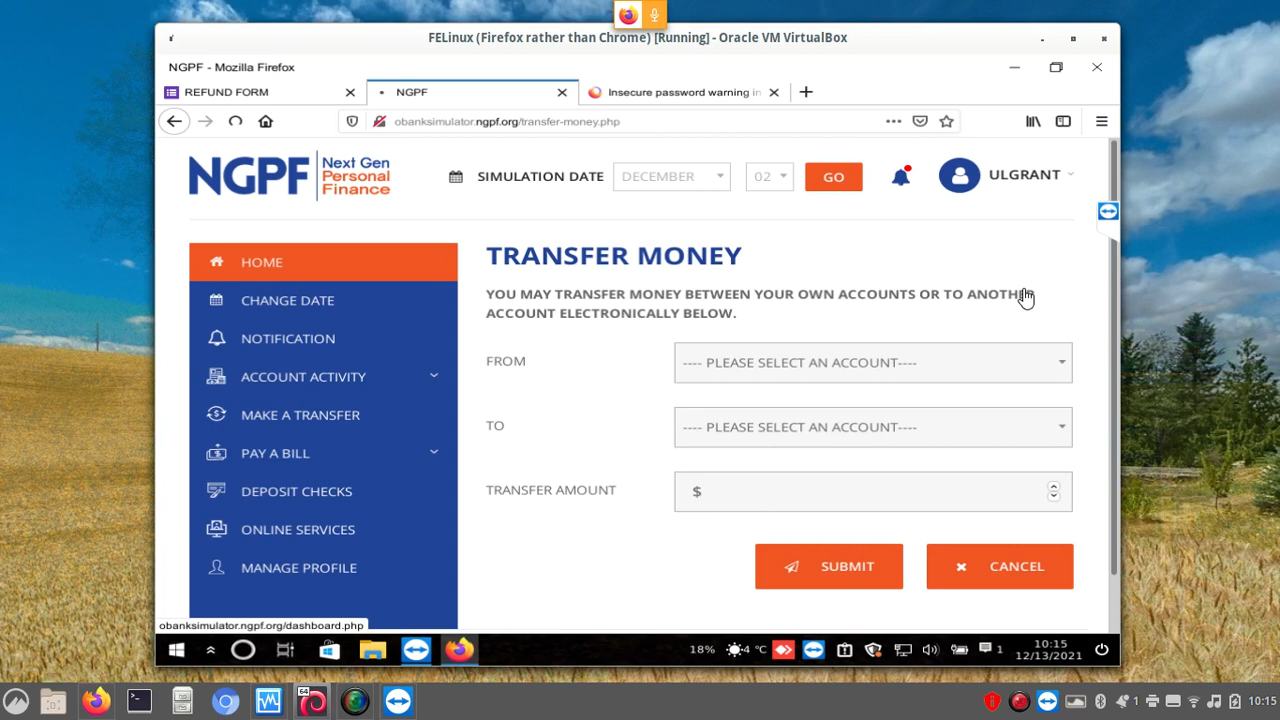 FELinux (Firefox rather than Chrome) [Running] - Oracle VM VirtualBox
NGPF - Mozilla Firefox
REFUND FORM
NGPF
Insecure password warning in
obanksimulator.ngpf.org/transfer-money.php
NGPF Next Gen Personal Finance
SIMULATION DATE DECEMBER 02 GO ULGRANT
HOME
CHANGE DATE
NOTIFICATION
ACCOUNT ACTIVITY
MAKE A TRANSFER
PAY A BILL
DEPOSIT CHECKS
ONLINE SERVICES
MANAGE PROFILE
TRANSFER MONEY
YOU MAY TRANSFER MONEY BETWEEN YOUR OWN ACCOUNTS OR TO ANOTHER
ACCOUNT ELECTRONICALLY BELOW.
FROM ---- PLEASE SELECT AN ACCOUNT----
TO ---- PLEASE SELECT AN ACCOUNT----
TRANSFER AMOUNT $
SUBMIT CANCEL
obanksimulator.ngpf.org/dashboard.php
18% 4 °C 1 10:15
12/13/2021
64
1 10:15